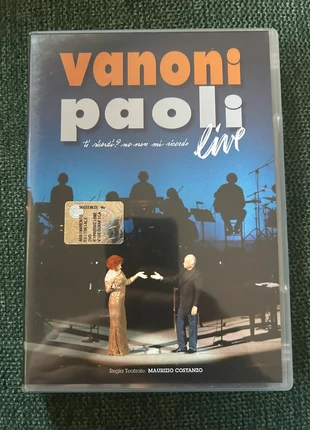 vanoni
paoli
ti ricordi? no non mi ricordo
live
Regia Teatrale: MAURIZIO COSTANZO